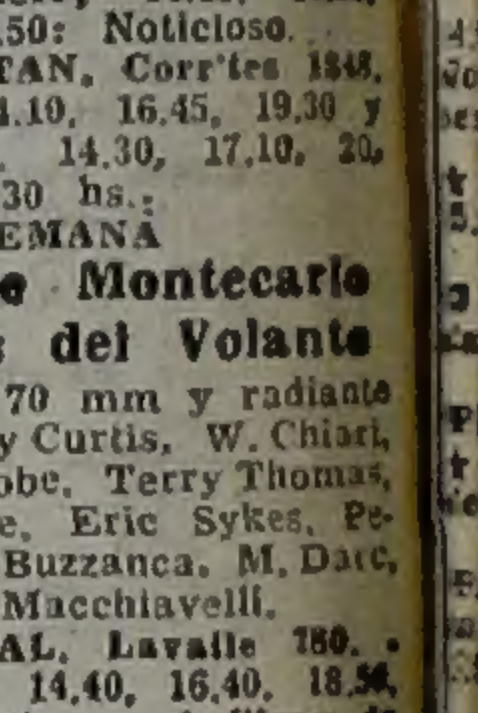 .50: Noticioso.
TAN, Corr'tes 1848.
.10, 16.45, 19.30 y
14.30, 17.10, 20,
30 hs.:
EMANA
Montecarlo
del Volante
70 mm y radiante
y Curtis, W. Chiari,
obe, Terry Thomas,
e, Eric Sykes, Pe-
Buzzanca, M. Darc,
Macchiavelli.
AL, Lavalle 780. -
14.40, 16.40, 18.50,